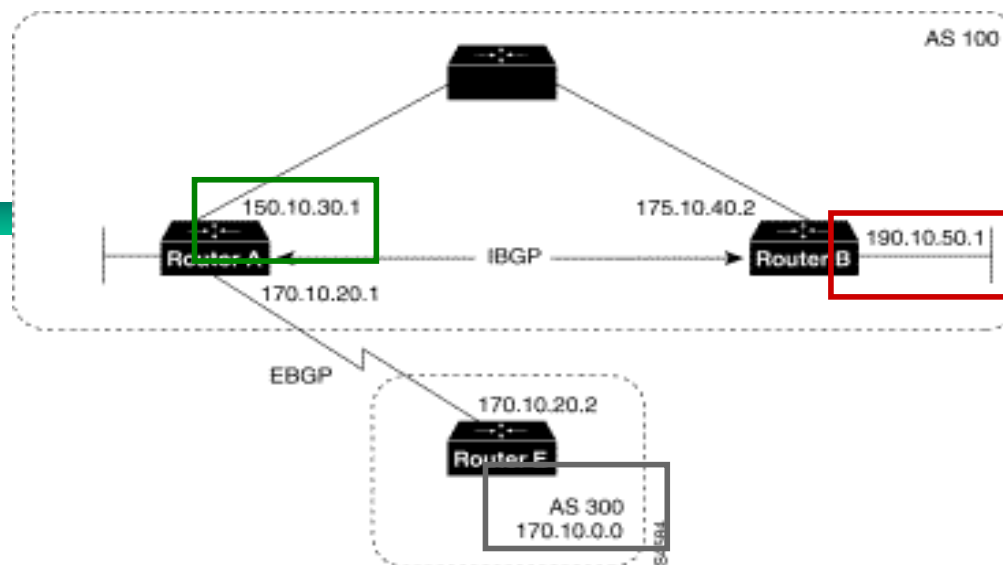 AS 100
150.10.30.1
175.10.40.2
190.10.50.1
Router A
IBGP
Router B
170.10.20.1
EBGP
170.10.20.2
Router E
AS 300
170.10.0.0